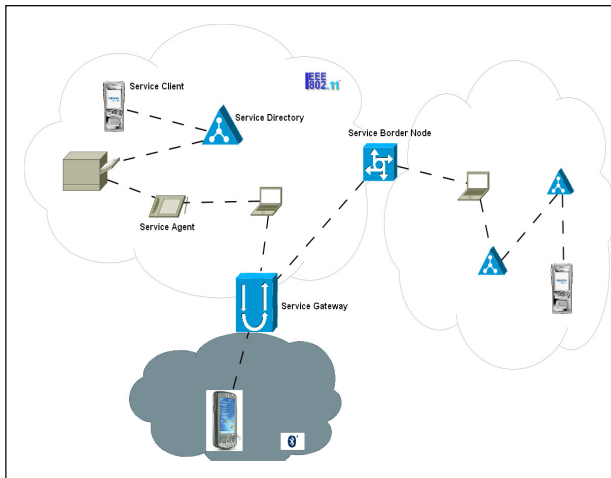 Service Client
IEEE
802.11
Service Directory
Service Border Node
Service Agent
Service Gateway